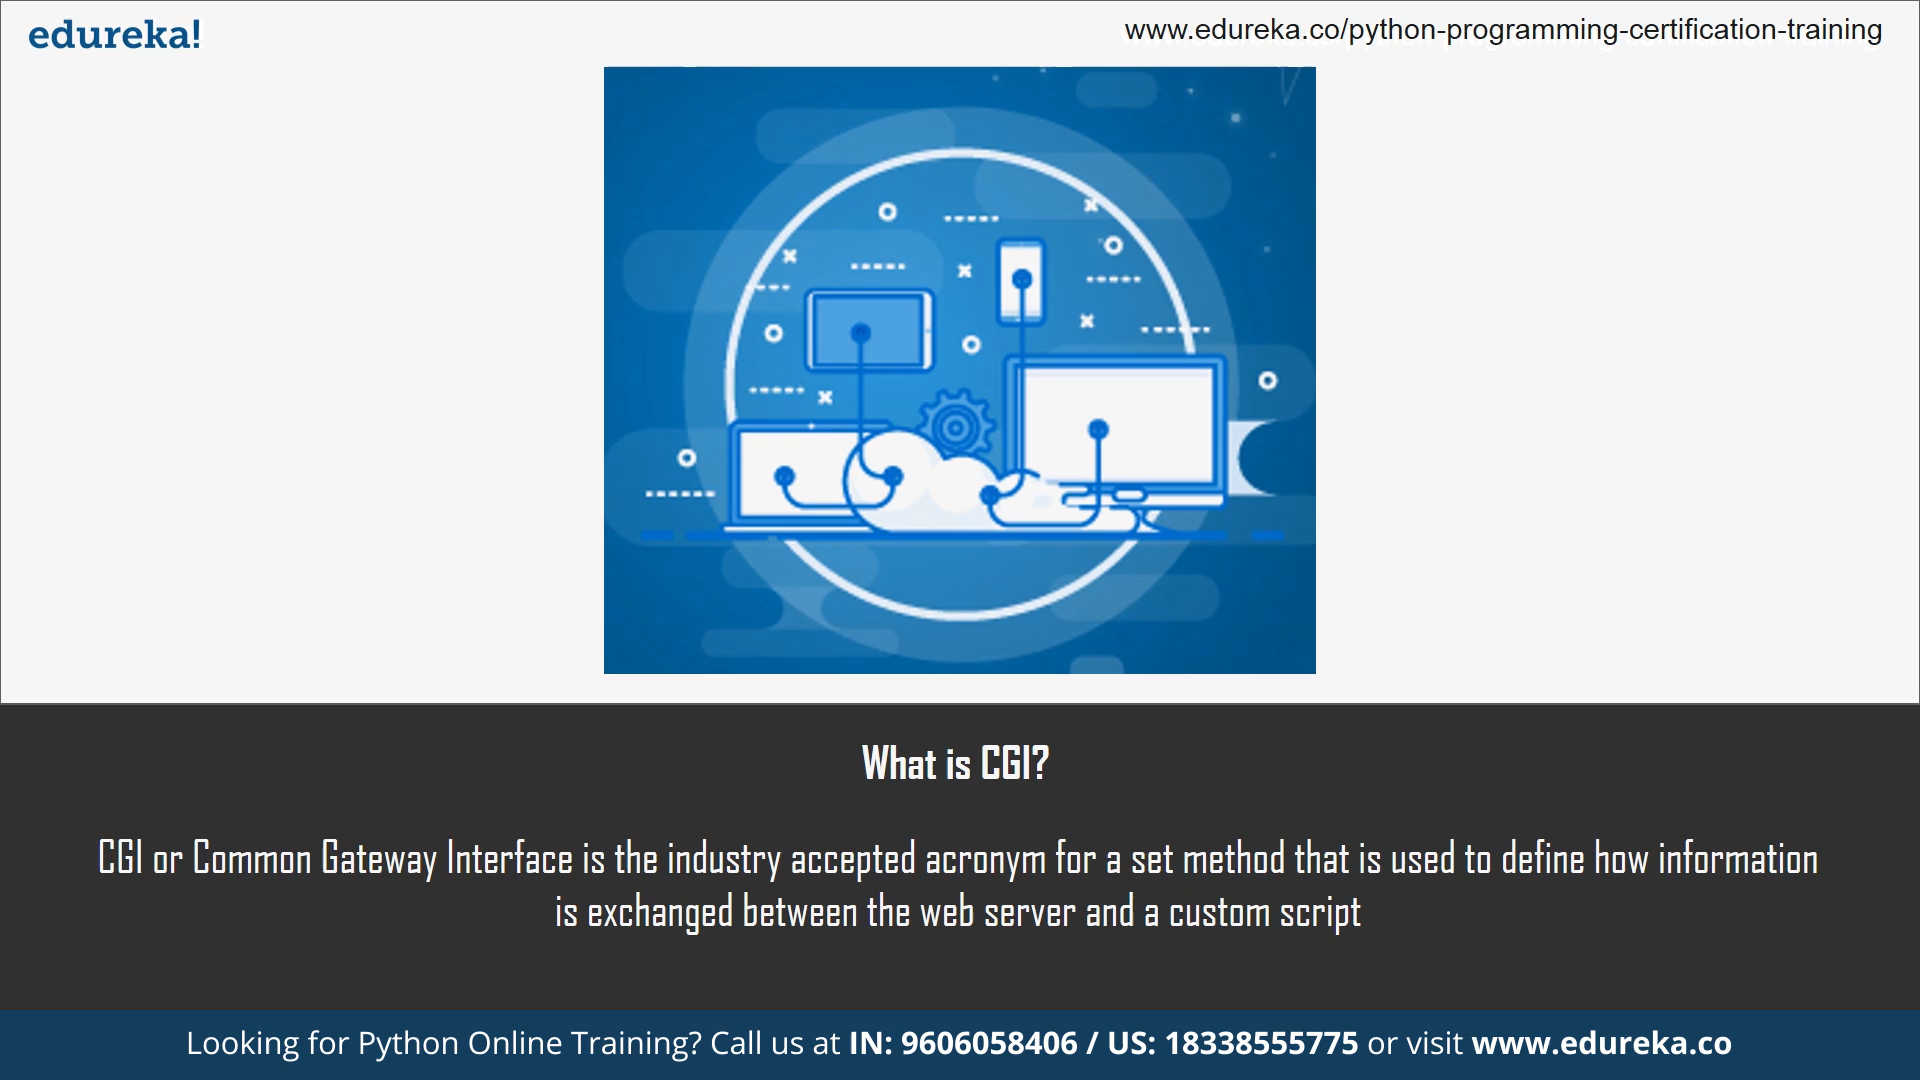 edureka!
www.edureka.co/python-programming-certification-training
What is CGI?
CGI or Common Gateway Interface is the industry accepted acronym for a set method that is used to define how information
is exchanged between the web server and a custom script
Looking for Python Online Training? Call us at IN: 9606058406 / US: 18338555775 or visit www.edureka.co